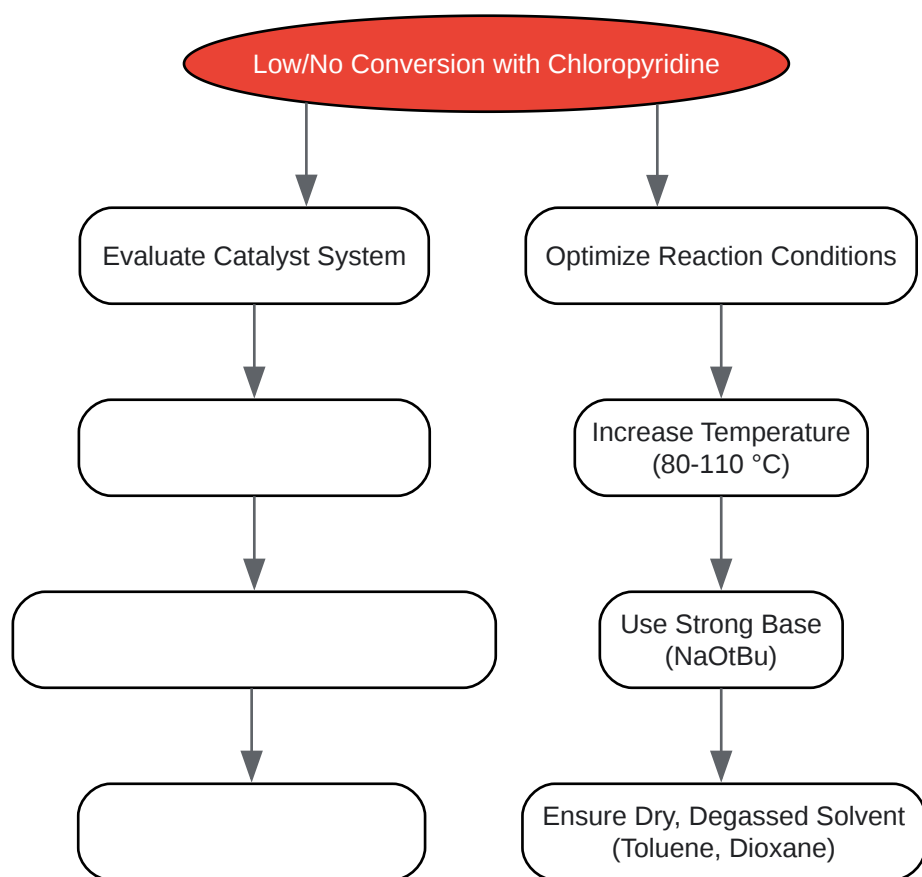 Low/No Conversion with Chloropyridine
Evaluate Catalyst System
Optimize Reaction Conditions
Increase Temperature
(80-110 °C)
Use Strong Base
(NaOtBu)
Ensure Dry, Degassed Solvent
(Toluene, Dioxane)